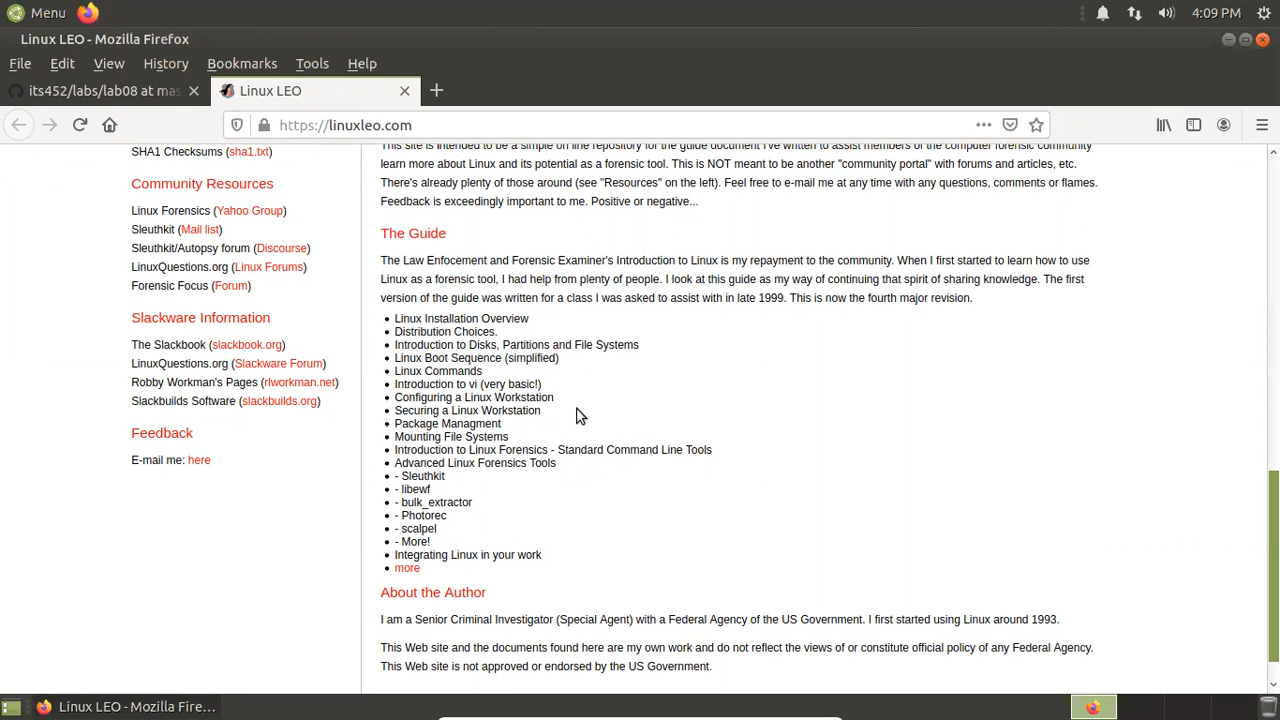 Menu
4:09 PM
Linux LEO - Mozilla Firefox
File Edit View History Bookmarks Tools Help
its452/labs/lab08 at mas
Linux LEO
https://linuxleo.com
SHA1 Checksums (sha1.txt)
Community Resources
Linux Forensics (Yahoo Group)
Sleuthkit (Mail list)
Sleuthkit/Autopsy forum (Discourse)
LinuxQuestions.org (Linux Forums)
Forensic Focus (Forum)
Slackware Information
The Slackbook (slackbook.org)
LinuxQuestions.org (Slackware Forum)
Robby Workman's Pages (rlworkman.net)
Slackbuilds Software (slackbuilds.org)
Feedback
E-mail me: here
This site is intended to be a simple on line repository for the guide document I've written to assist members of the computer forensic community
learn more about Linux and its potential as a forensic tool. This is NOT meant to be another "community portal" with forums and articles, etc.
There's already plenty of those around (see "Resources" on the left). Feel free to e-mail me at any time with any questions, comments or flames.
Feedback is exceedingly important to me. Positive or negative...
The Guide
The Law Enfocement and Forensic Examiner's Introduction to Linux is my repayment to the community. When I first started to learn how to use
Linux as a forensic tool, I had help from plenty of people. I look at this guide as my way of continuing that spirit of sharing knowledge. The first
version of the guide was written for a class I was asked to assist with in late 1999. This is now the fourth major revision.
• Linux Installation Overview
• Distribution Choices.
• Introduction to Disks, Partitions and File Systems
• Linux Boot Sequence (simplified)
• Linux Commands
• Introduction to vi (very basic!)
• Configuring a Linux Workstation
• Securing a Linux Workstation
• Package Managment
• Mounting File Systems
• Introduction to Linux Forensics - Standard Command Line Tools
• Advanced Linux Forensics Tools
• - Sleuthkit
• - libewf
• - bulk_extractor
• - Photorec
• - scalpel
• - More!
• Integrating Linux in your work
• more
About the Author
I am a Senior Criminal Investigator (Special Agent) with a Federal Agency of the US Government. I first started using Linux around 1993.
This Web site and the documents found here are my own work and do not reflect the views of or constitute official policy of any Federal Agency.
This Web site is not approved or endorsed by the US Government.
Linux LEO - Mozilla Fire...